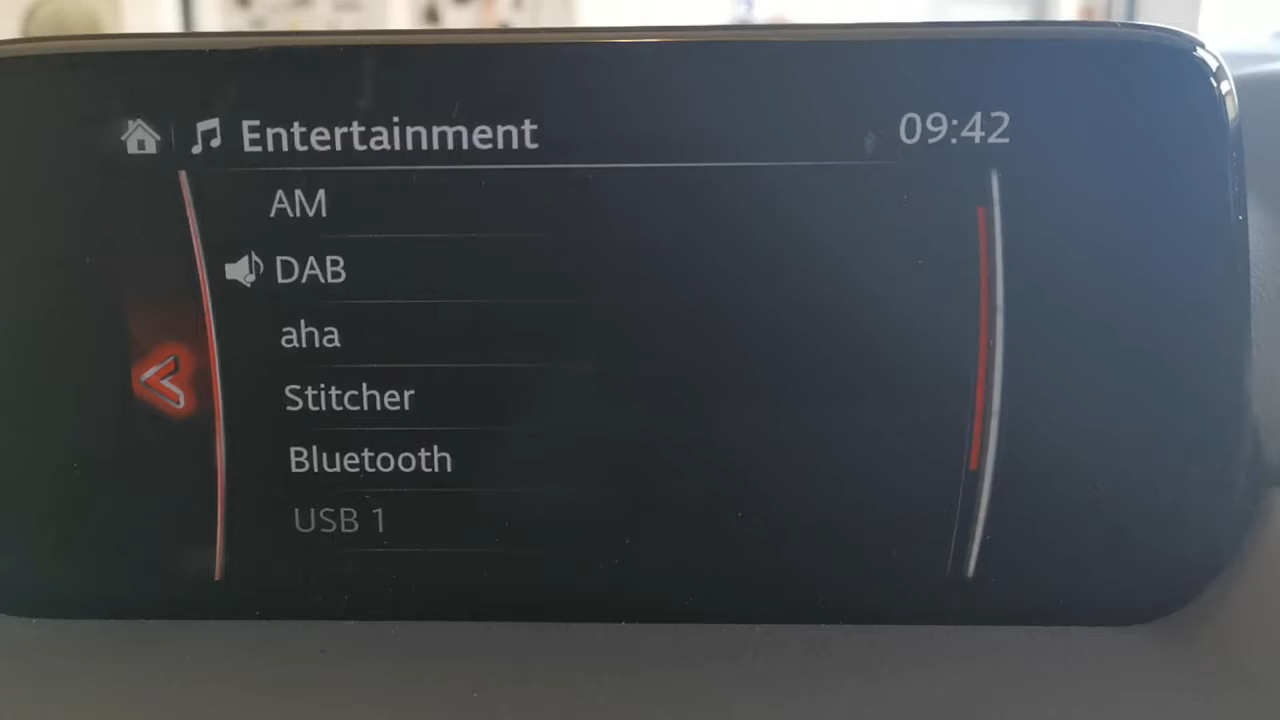 Entertainment 09:42
AM
DAB
aha
Stitcher
Bluetooth
USB 1